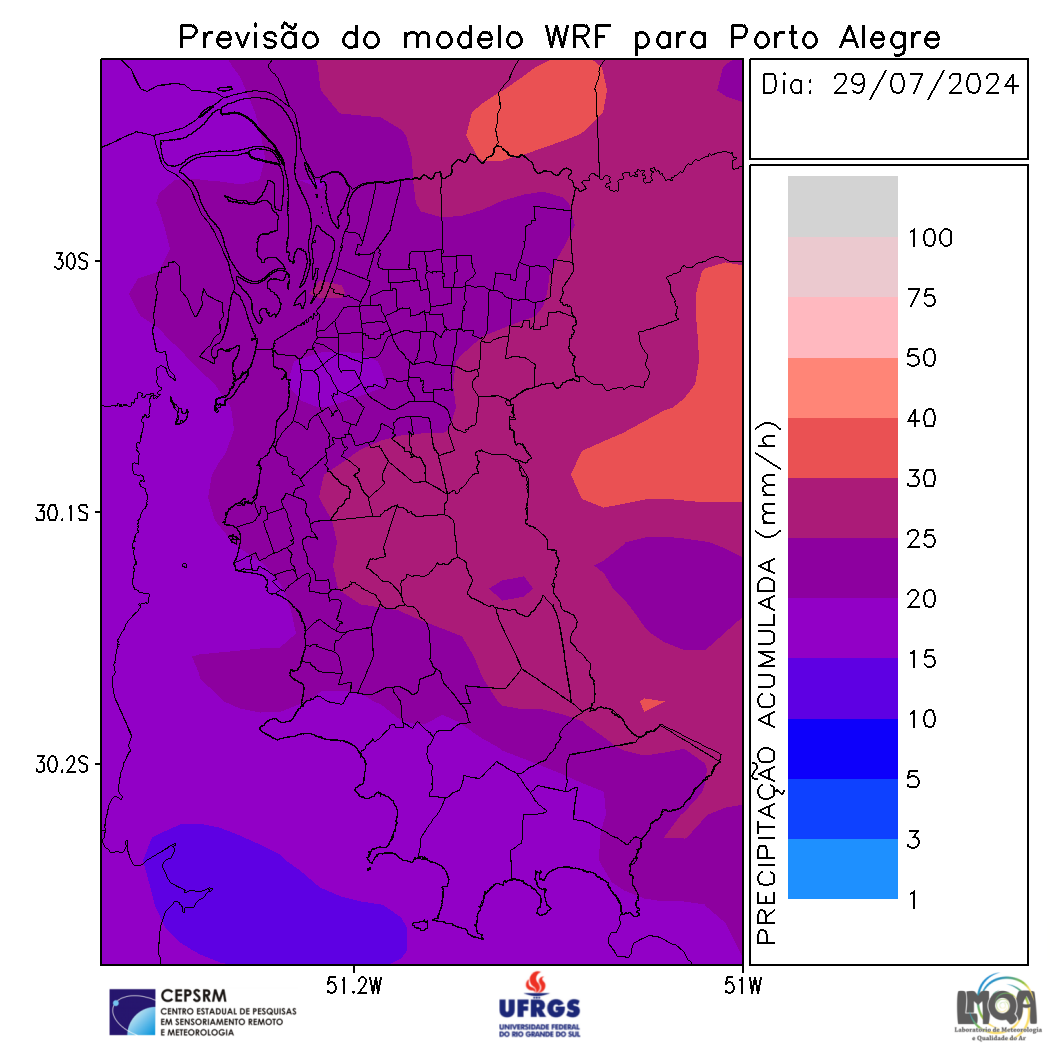 Previsão do modelo WRF para Porto Alegre
Dia: 29/07/2024
30S
30.1S
30.2S
51.2W
51W
PRECIPITAÇÃO ACUMULADA (mm/h)
100
75
50
40
30
25
20
15
10
5
3
1
CEPSRM
CENTRO ESTADUAL DE PESQUISAS
EM SENSORIAMENTO REMOTO
E METEOROLOGIA
UFRGS
UNIVERSIDADE FEDERAL
DO RIO GRANDE DO SUL
LMQA
Laboratório de Meteorologia
e Qualidade do Ar